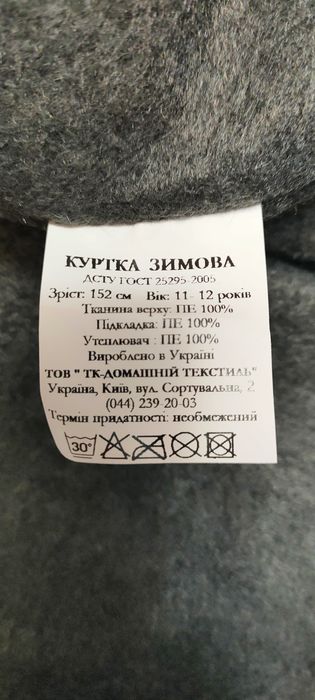 КУРТКА ЗИМОВА
ДСТУ ГОСТ 25295-2005
Зріст: 152 см Вік: 11- 12 років
Тканина верху: ПЕ 100%
Підкладка: ПЕ 100%
Утеплювач : ПЕ 100%
Вироблено в Україні
ТОВ " ТК-ДОМАШНІЙ ТЕКСТИЛЬ"
Україна, Київ, вул. Сортувальна, 2
(044) 239-20-03
Термін придатності: необмежений
30°